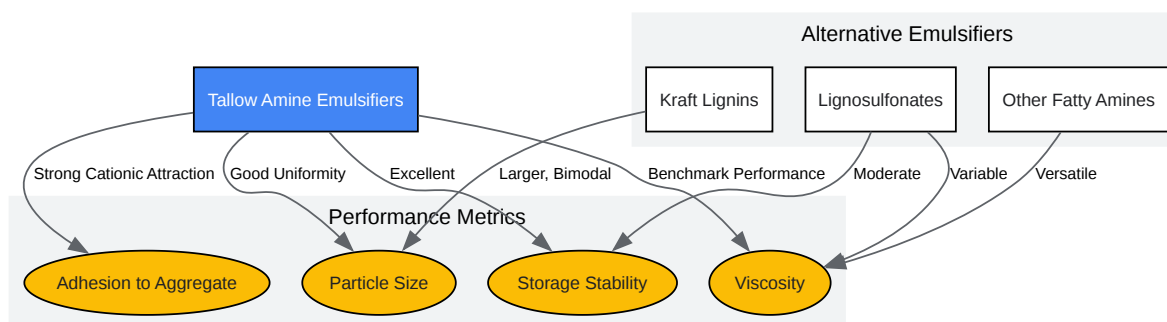 Alternative Emulsifiers
Tallow Amine Emulsifiers
Kraft Lignins
Lignosulfonates
Other Fatty Amines
Strong Cationic Attraction
Good Uniformity
Excellent
Larger, Bimodal
Benchmark Performance
Moderate
Variable
Versatile
Performance Metrics
Adhesion to Aggregate
Particle Size
Storage Stability
Viscosity